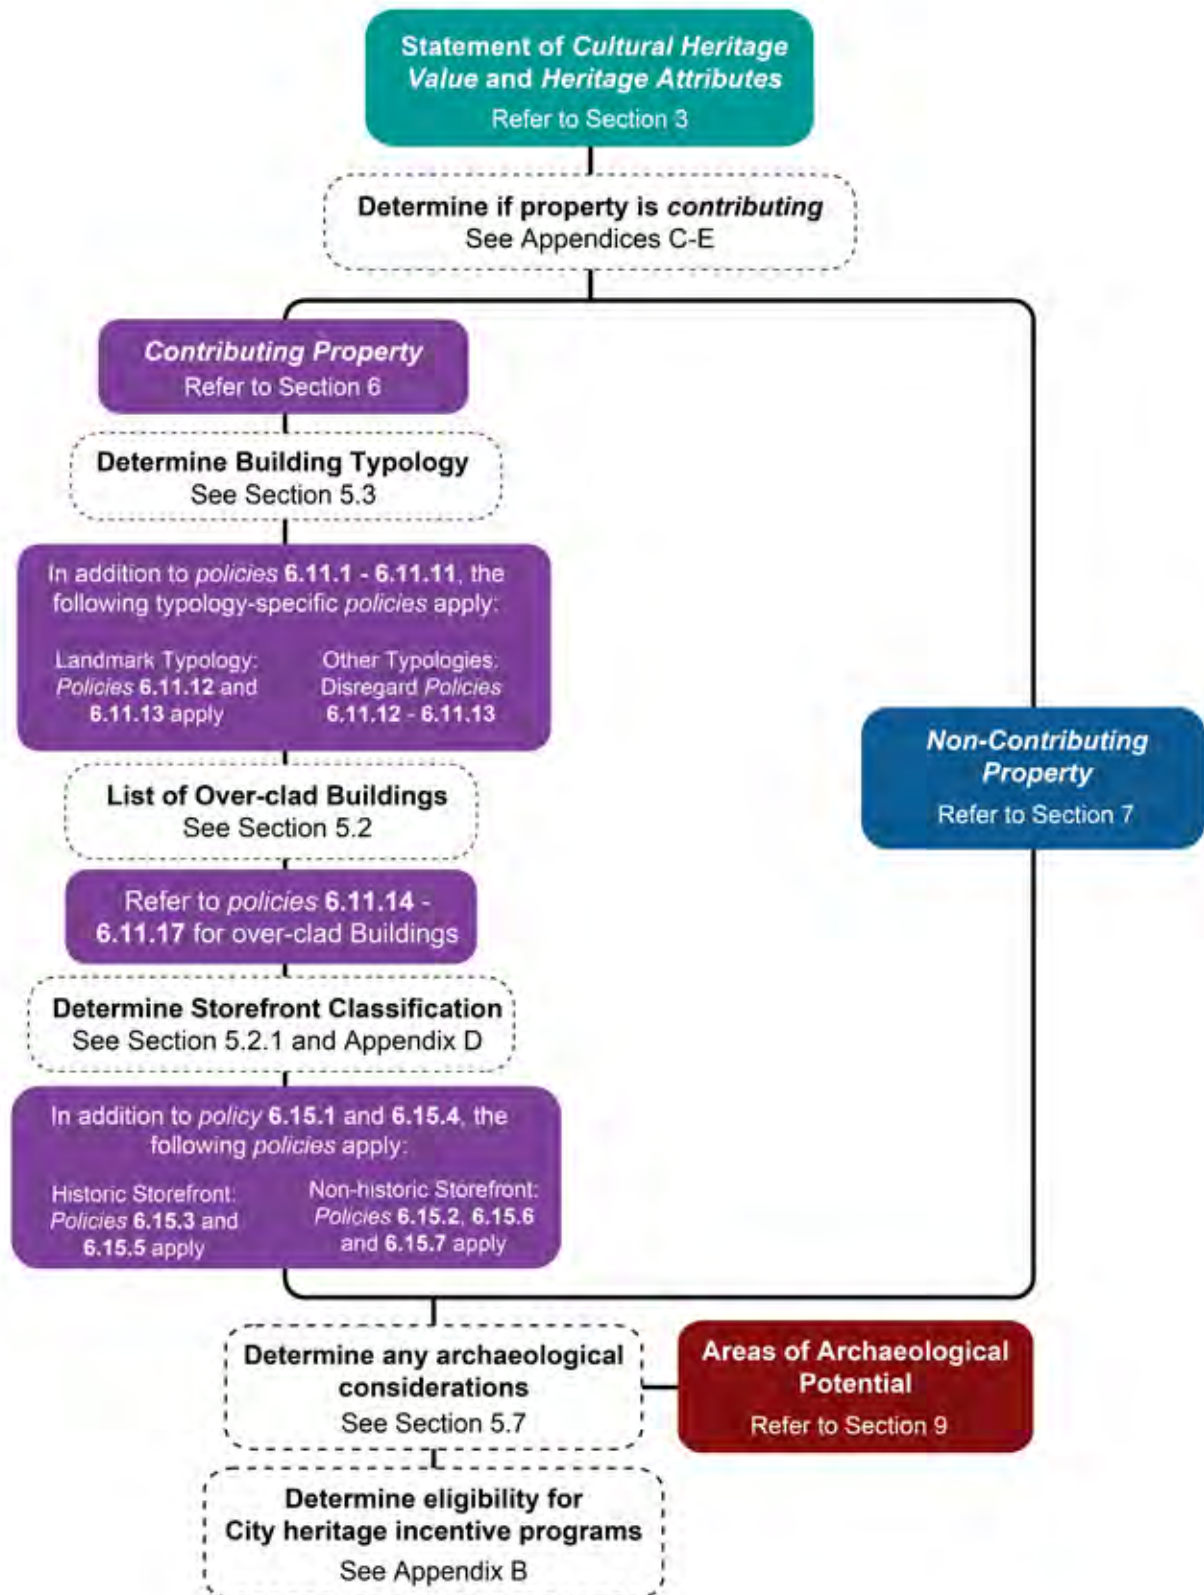 Statement of Cultural Heritage
Value and Heritage Attributes
Refer to Section 3
Determine if property is contributing
See Appendices C-E
Contributing Property
Refer to Section 6
Determine Building Typology
See Section 5.3
In addition to policies 6.11.1 - 6.11.11, the
following typology-specific policies apply:
Landmark Typology:
Policies 6.11.12 and
6.11.13 apply
Other Typologies:
Disregard Policies
6.11.12 - 6.11.13
Non-Contributing
Property
Refer to Section 7
List of Over-clad Buildings
See Section 5.2
Refer to policies 6.11.14 -
6.11.17 for over-clad Buildings
Determine Storefront Classification
See Section 5.2.1 and Appendix D
In addition to policy 6.15.1 and 6.15.4, the
following policies apply:
Historic Storefront:
Policies 6.15.3 and
6.15.5 apply
Non-historic Storefront:
Policies 6.15.2, 6.15.6
and 6.15.7 apply
Determine any archaeological
considerations
See Section 5.7
Areas of Archaeological
Potential
Refer to Section 9
Determine eligibility for
City heritage incentive programs
See Appendix B